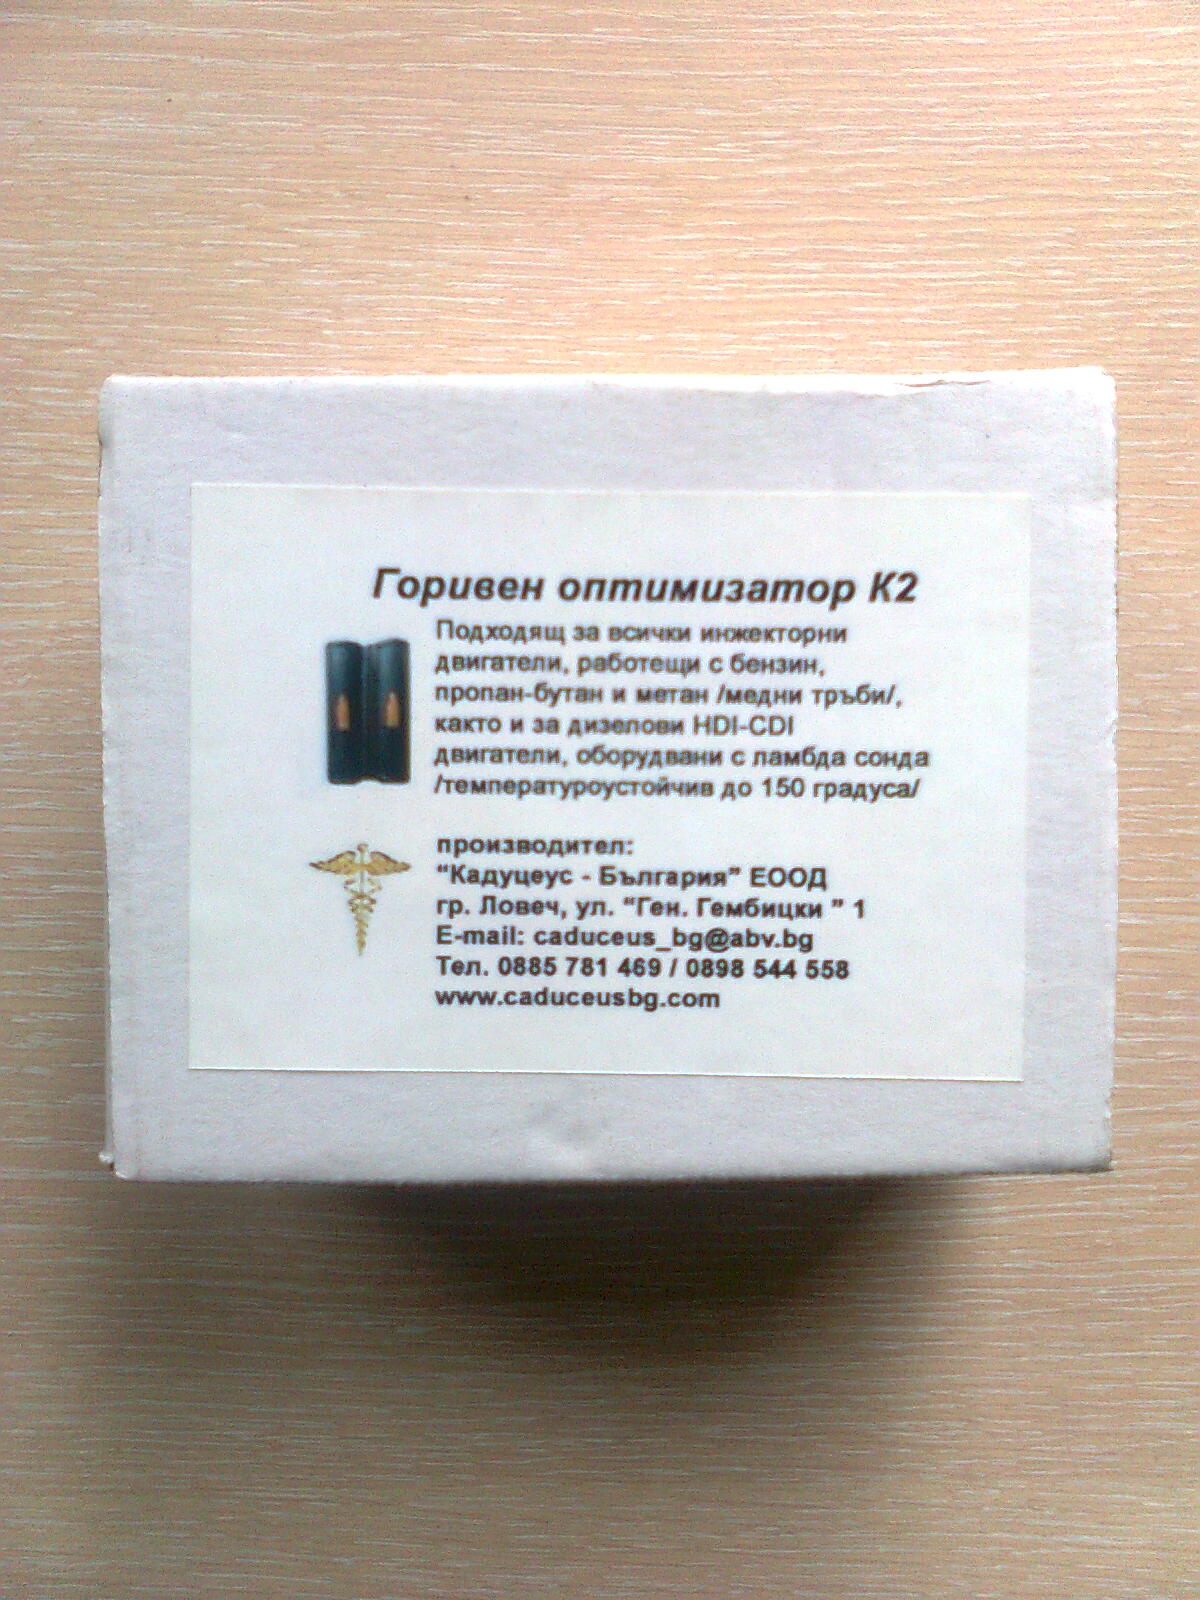 Горивен оптимизатор К2
Подходящ за всички инжекторни
двигатели, работещи с бензин,
пропан-бутан и метан /медни тръби/,
както и за дизелови HDI-CDI
двигатели, оборудвани с ламбда сонда
/температуроустойчив до 150 градуса/
производител:
“Кадуцеус - България” ЕООД
гр. Ловеч, ул. “Ген. Гембицки ” 1
E-mail: caduceus_bg@abv.bg
Тел. 0885 781 469 / 0898 544 558
www.caduceusbg.com